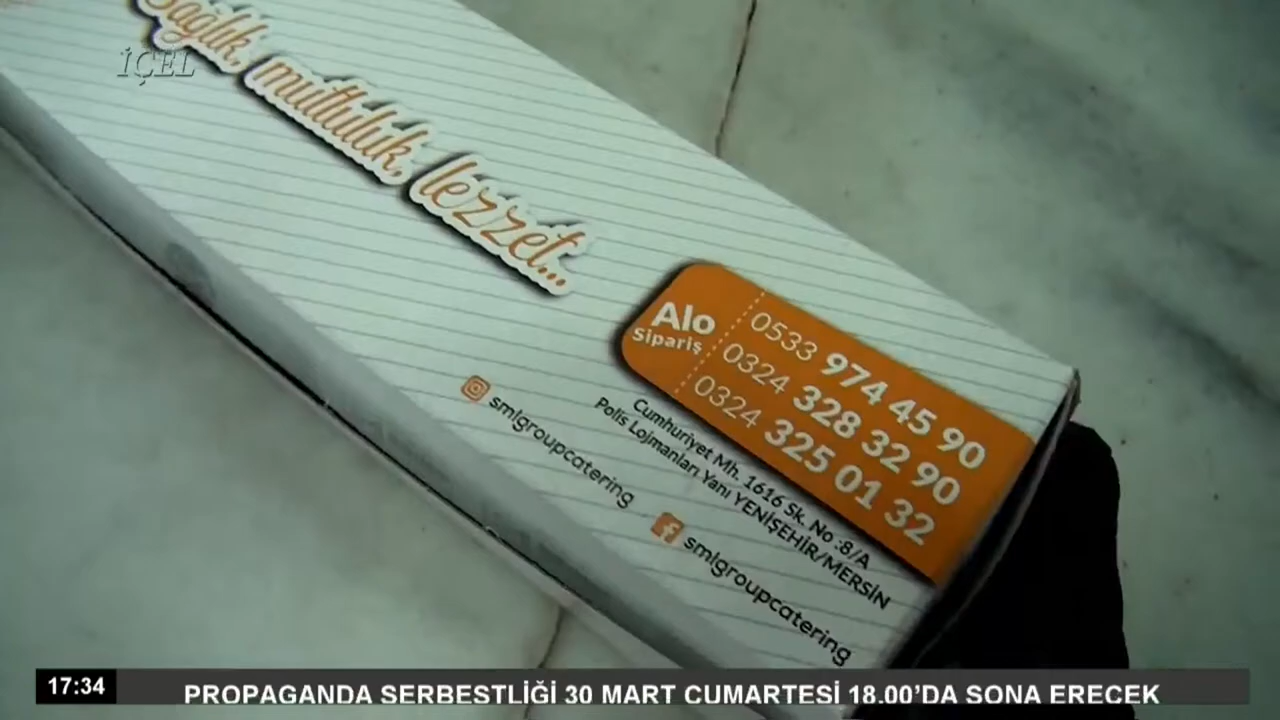 İÇEL
Sağlık, mutluluk, lezzet...
Alo
Sipariş
0533 974 45 90
0324 328 32 90
0324 325 01 32
Cumhuriyet Mh. 1616 Sk. No :8/A
Polis Lojmanları Yanı YENİŞEHİR/MERSİN
smlgroupcatering
smlgroupcatering
17:34
PROPAGANDA SERBESTLİĞİ 30 MART CUMARTESİ 18.00’DA SONA ERECEK